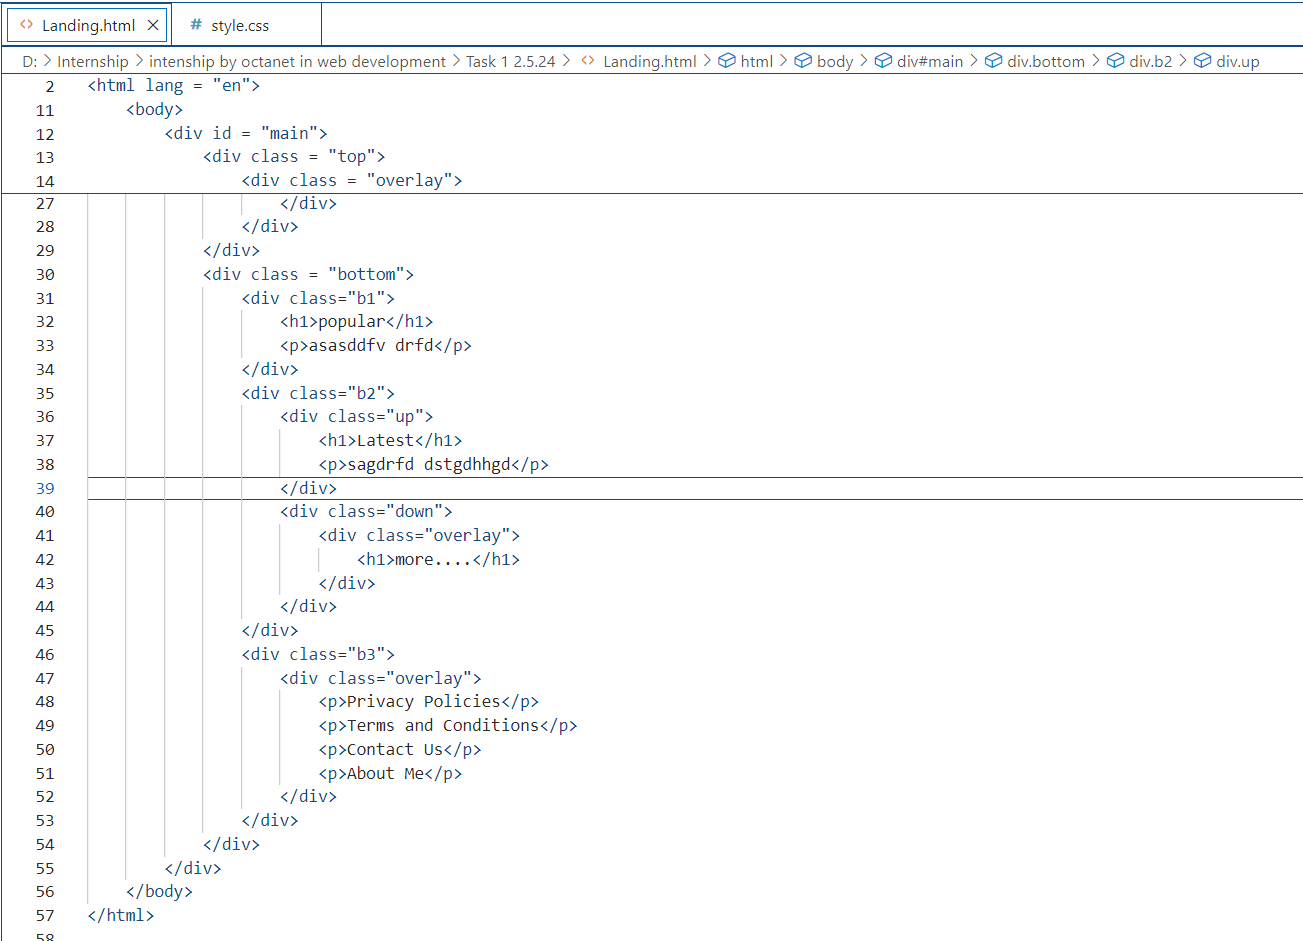 <> Landing.html ×
# style.css
D: > Internship > intenship by octanet in web development > Task 1 2.5.24 > <> Landing.html > html > body > div#main > div.bottom > div.b2 > div.up
2 <html lang = "en">
11 <body>
12 <div id = "main">
13 <div class = "top">
14 <div class = "overlay">
27 </div>
28 </div>
29 </div>
30 <div class = "bottom">
31 <div class="b1">
32 <h1>popular</h1>
33 <p>asasddfv drfd</p>
34 </div>
35 <div class="b2">
36 <div class="up">
37 <h1>Latest</h1>
38 <p>sagdrfd dstgdhhgd</p>
39 </div>
40 <div class="down">
41 <div class="overlay">
42 <h1>more....</h1>
43 </div>
44 </div>
45 </div>
46 <div class="b3">
47 <div class="overlay">
48 <p>Privacy Policies</p>
49 <p>Terms and Conditions</p>
50 <p>Contact Us</p>
51 <p>About Me</p>
52 </div>
53 </div>
54 </div>
55 </div>
56 </body>
57 </html>
58